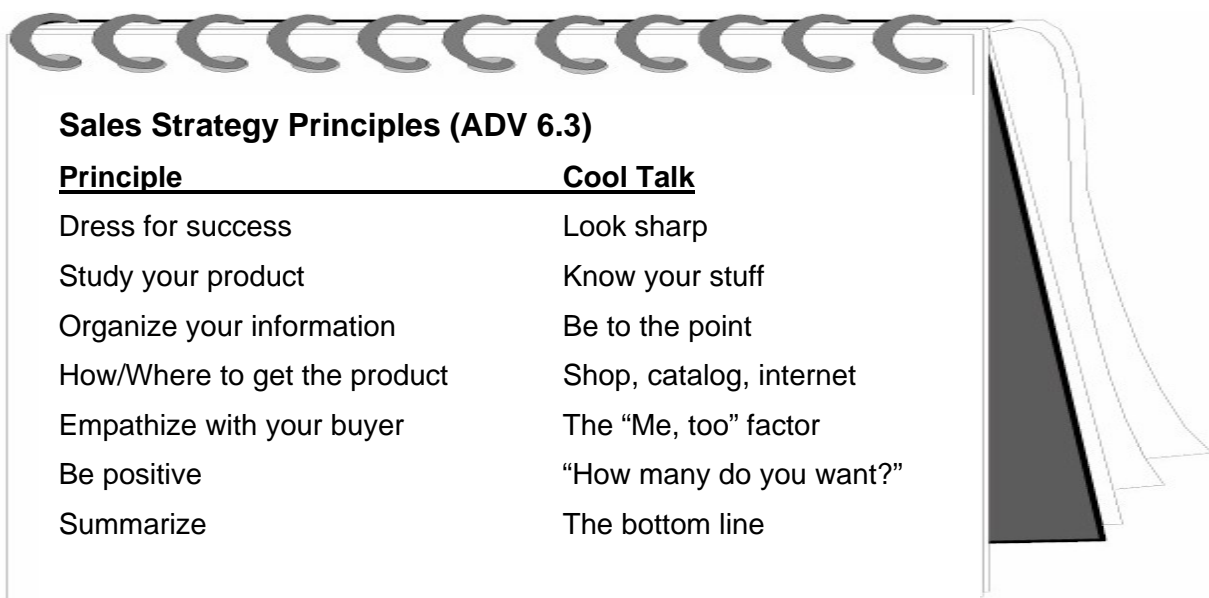 Sales Strategy Principles (ADV 6.3)
Principle Cool Talk
Dress for success Look sharp
Study your product Know your stuff
Organize your information Be to the point
How/Where to get the product Shop, catalog, internet
Empathize with your buyer The “Me, too” factor
Be positive “How many do you want?”
Summarize The bottom line